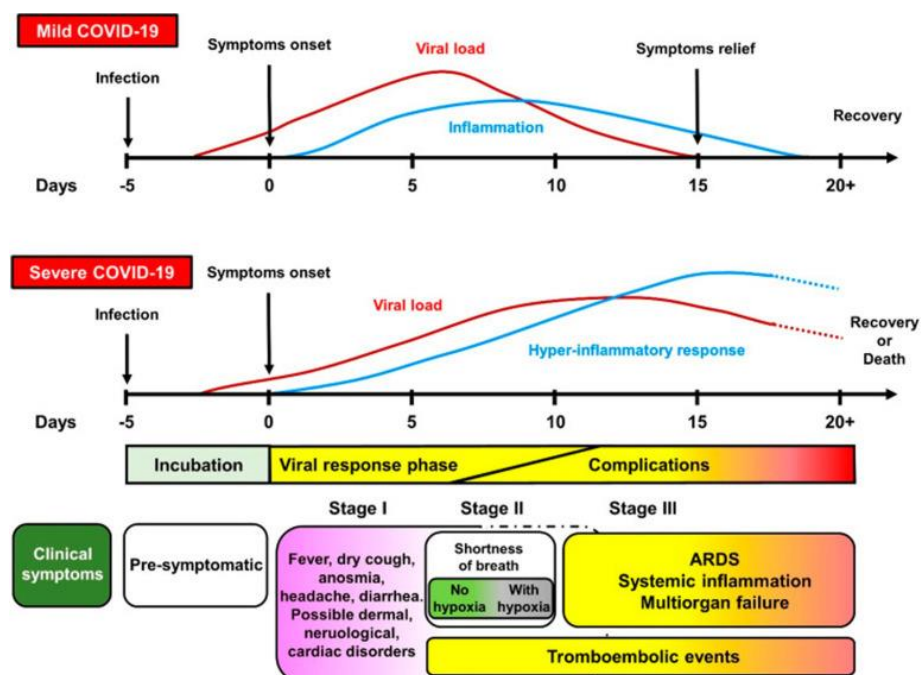 Mild COVID-19
Symptoms onset
Viral load
Symptoms relief
Infection
Inflammation
Recovery
Days
-5
0
5
10
15
20+
Severe COVID-19
Symptoms onset
Viral load
Infection
Hyper-inflammatory response
Recovery
or
Death
Days
-5
0
5
10
15
20+
Incubation
Viral response phase
Complications
Stage I
Stage II
Stage III
Clinical
symptoms
Pre-symptomatic
Fever, dry cough,
anosmia,
headache, diarrhea.
Possible dermal,
neruological,
cardiac disorders
Shortness
of breath
No
hypoxia
With
hypoxia
ARDS
Systemic inflammation
Multiorgan failure
Tromboembolic events